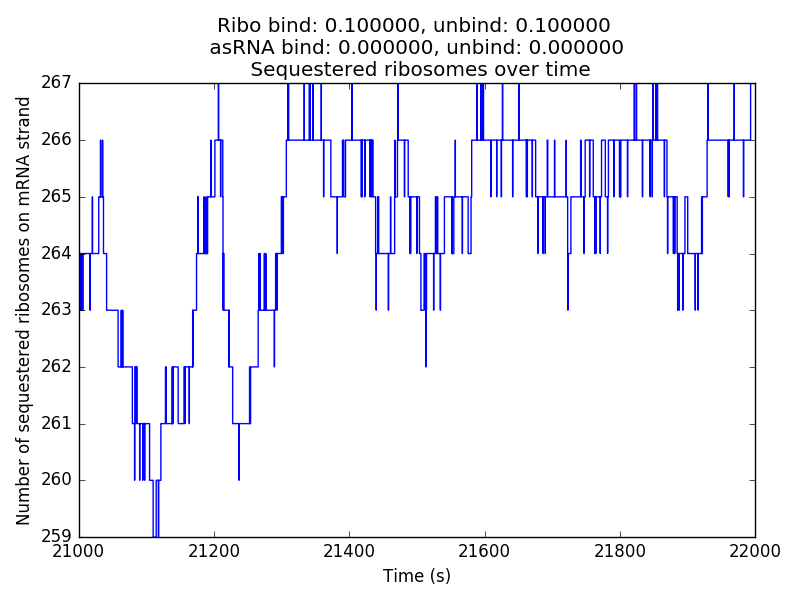 Ribo bind: 0.100000, unbind: 0.100000
asRNA bind: 0.000000, unbind: 0.000000
Sequestered ribosomes over time
Number of sequestered ribosomes on mRNA strand
267
266
265
264
263
262
261
260
259
21000 21200 21400 21600 21800 22000
Time (s)